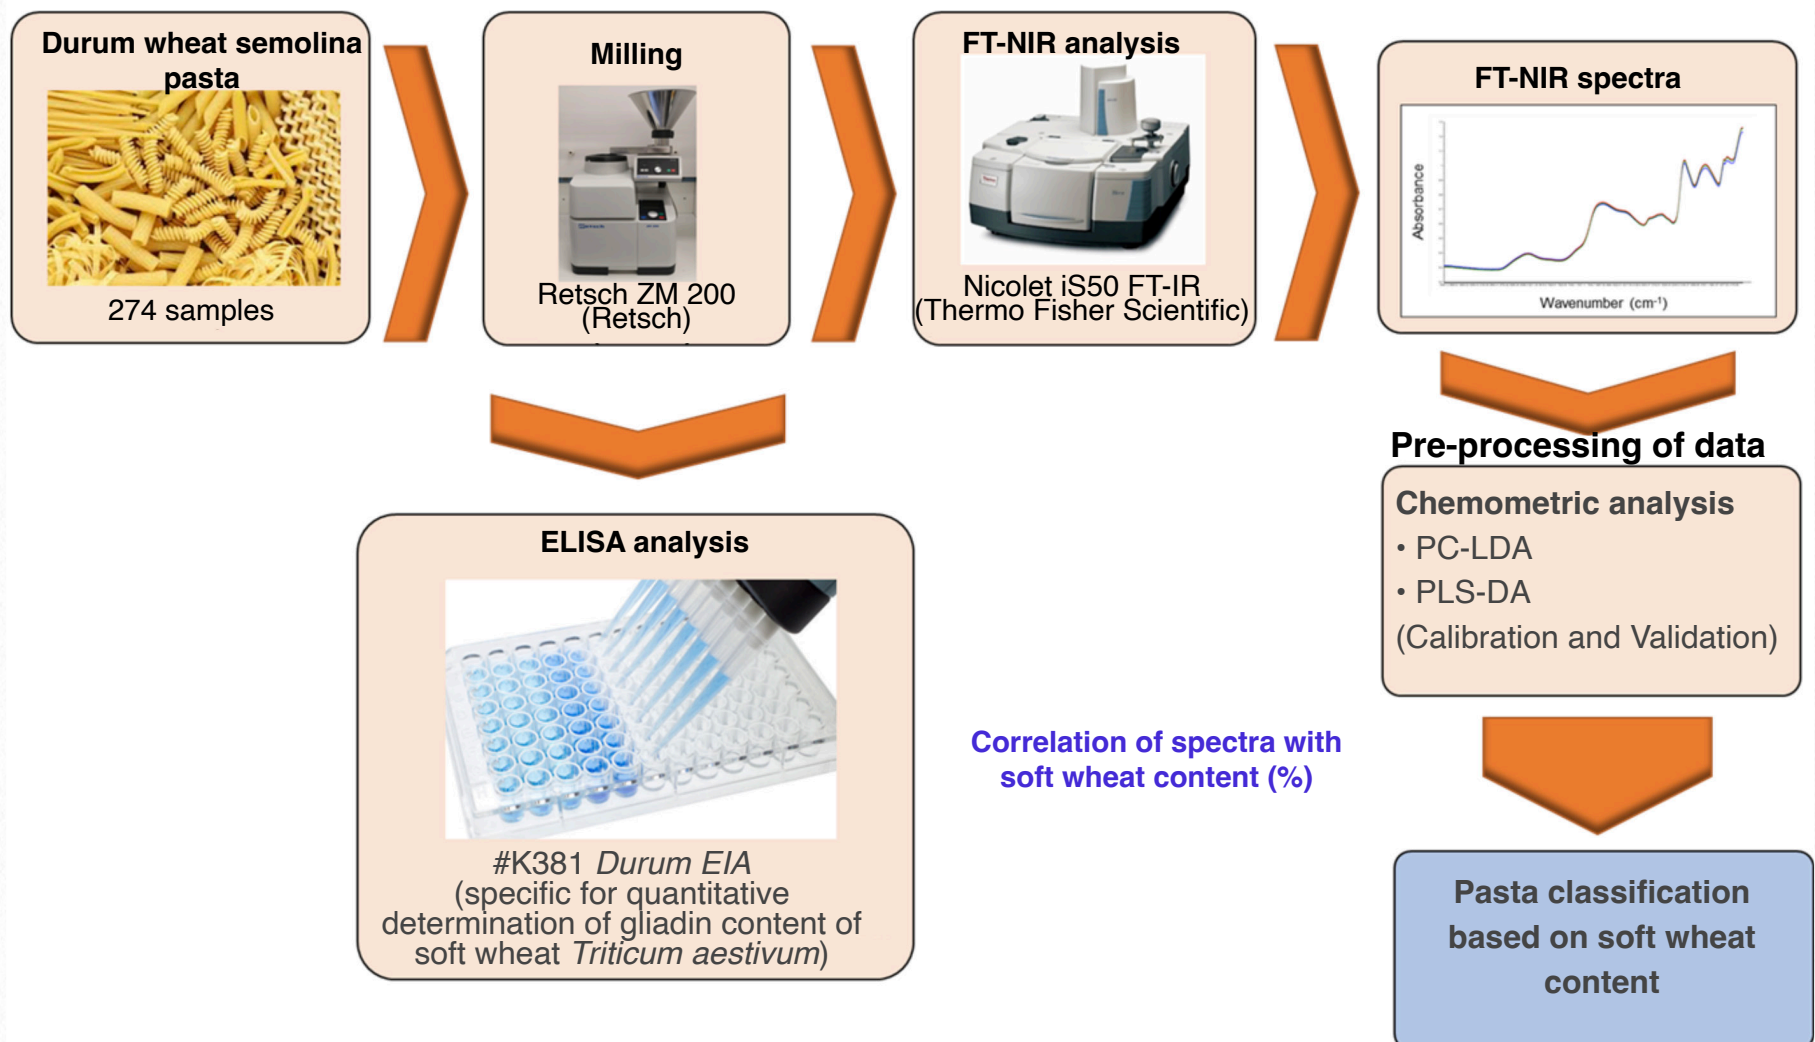 Durum wheat semolina
pasta
274 samples
Milling
Retsch ZM 200
(Retsch)
FT-NIR analysis
Nicolet iS50 FT-IR
(Thermo Fisher Scientific)
FT-NIR spectra
Absorbance
Wavenumber (cm⁻¹)
Pre-processing of data
Chemometric analysis
• PC-LDA
• PLS-DA
(Calibration and Validation)
ELISA analysis
#K381 Durum EIA
(specific for quantitative
determination of gliadin content of
soft wheat Triticum aestivum)
Correlation of spectra with
soft wheat content (%)
Pasta classification
based on soft wheat
content